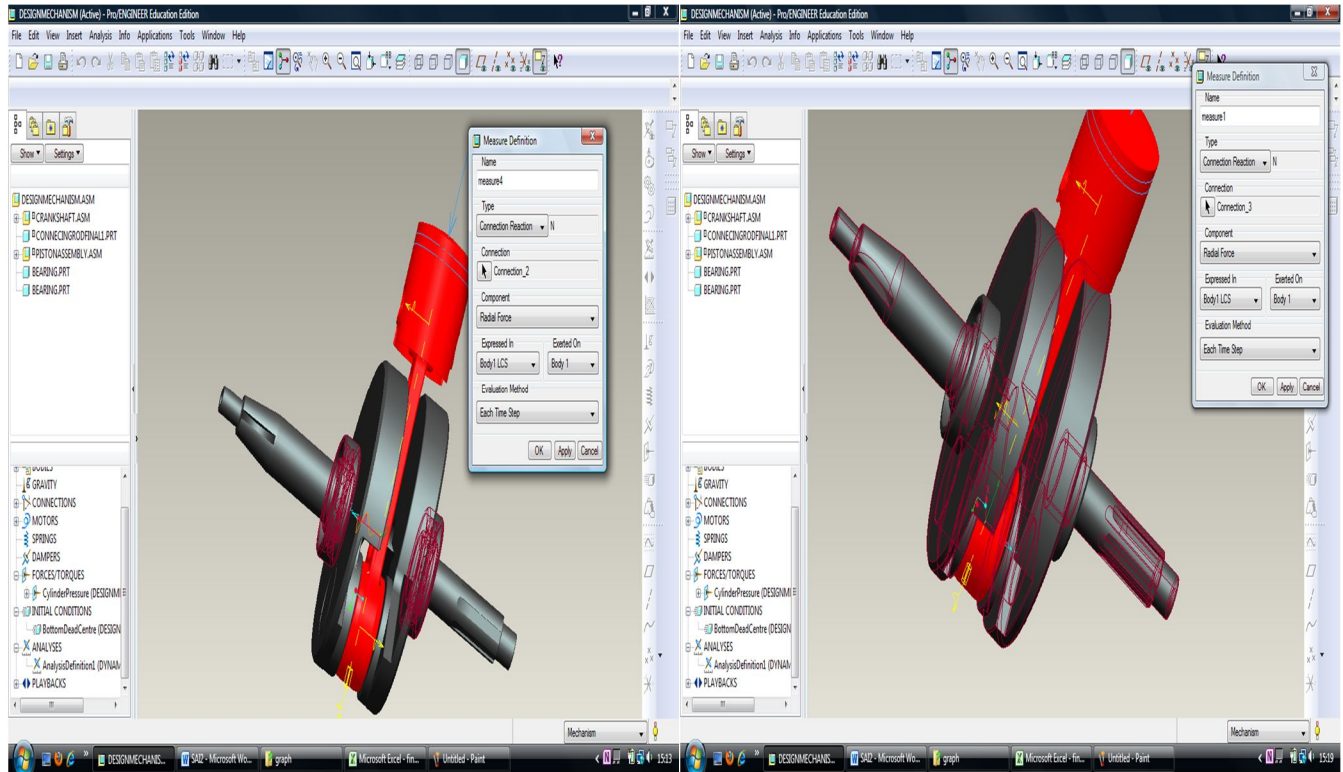 DESIGNMECHANISM (Active) - Pro/ENGINEER Education Edition
File Edit View Insert Analysis Info Applications Tools Window Help
Show Settings
DESIGNMECHANISM.ASM
CRANKSHAFT.ASM
CONNECINGRODFINAL1.PRT
PISTONASSEMBLY.ASM
BEARING.PRT
BEARING.PRT
BODIES
GRAVITY
CONNECTIONS
MOTORS
SPRINGS
DAMPERS
FORCES/TORQUES
CylinderPressure (DESIGNM
INITIAL CONDITIONS
BottomDeadCentre (DESIGN
ANALYSES
AnalysisDefinition1 (DYNAM
PLAYBACKS
Measure Definition
Name
measure4
Type
Connection Reaction N
Connection
Connection_2
Component
Radial Force
Expressed In Exerted On
Body1 LCS Body 1
Evaluation Method
Each Time Step
OK Apply Cancel
Mechanism
DESIGNMECHANIS... SAI2 - Microsoft Wo... graph Microsoft Excel - fin... Untitled - Paint 15:13
DESIGNMECHANISM (Active) - Pro/ENGINEER Education Edition
File Edit View Insert Analysis Info Applications Tools Window Help
Show Settings
DESIGNMECHANISM.ASM
CRANKSHAFT.ASM
CONNECINGRODFINAL1.PRT
PISTONASSEMBLY.ASM
BEARING.PRT
BEARING.PRT
BODIES
GRAVITY
CONNECTIONS
MOTORS
SPRINGS
DAMPERS
FORCES/TORQUES
CylinderPressure (DESIGNM
INITIAL CONDITIONS
BottomDeadCentre (DESIGN
ANALYSES
AnalysisDefinition1 (DYNAM
PLAYBACKS
Measure Definition
Name
measure1
Type
Connection Reaction N
Connection
Connection_3
Component
Radial Force
Expressed In Exerted On
Body1 LCS Body 1
Evaluation Method
Each Time Step
OK Apply Cancel
Mechanism
DESIGNMECHANIS... SAI2 - Microsoft Wo... graph Microsoft Excel - fin... Untitled - Paint 15:19